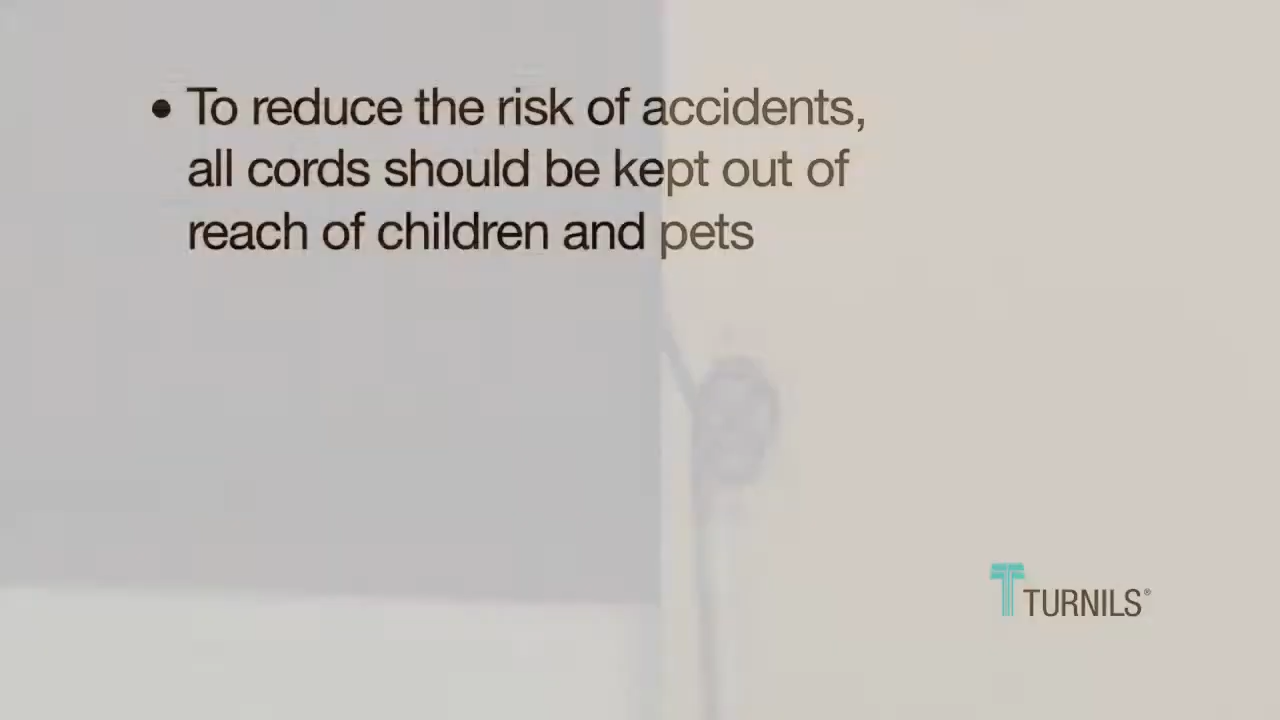 • To reduce the risk of accidents,
all cords should be kept out of
reach of children and pets
TURNILS®